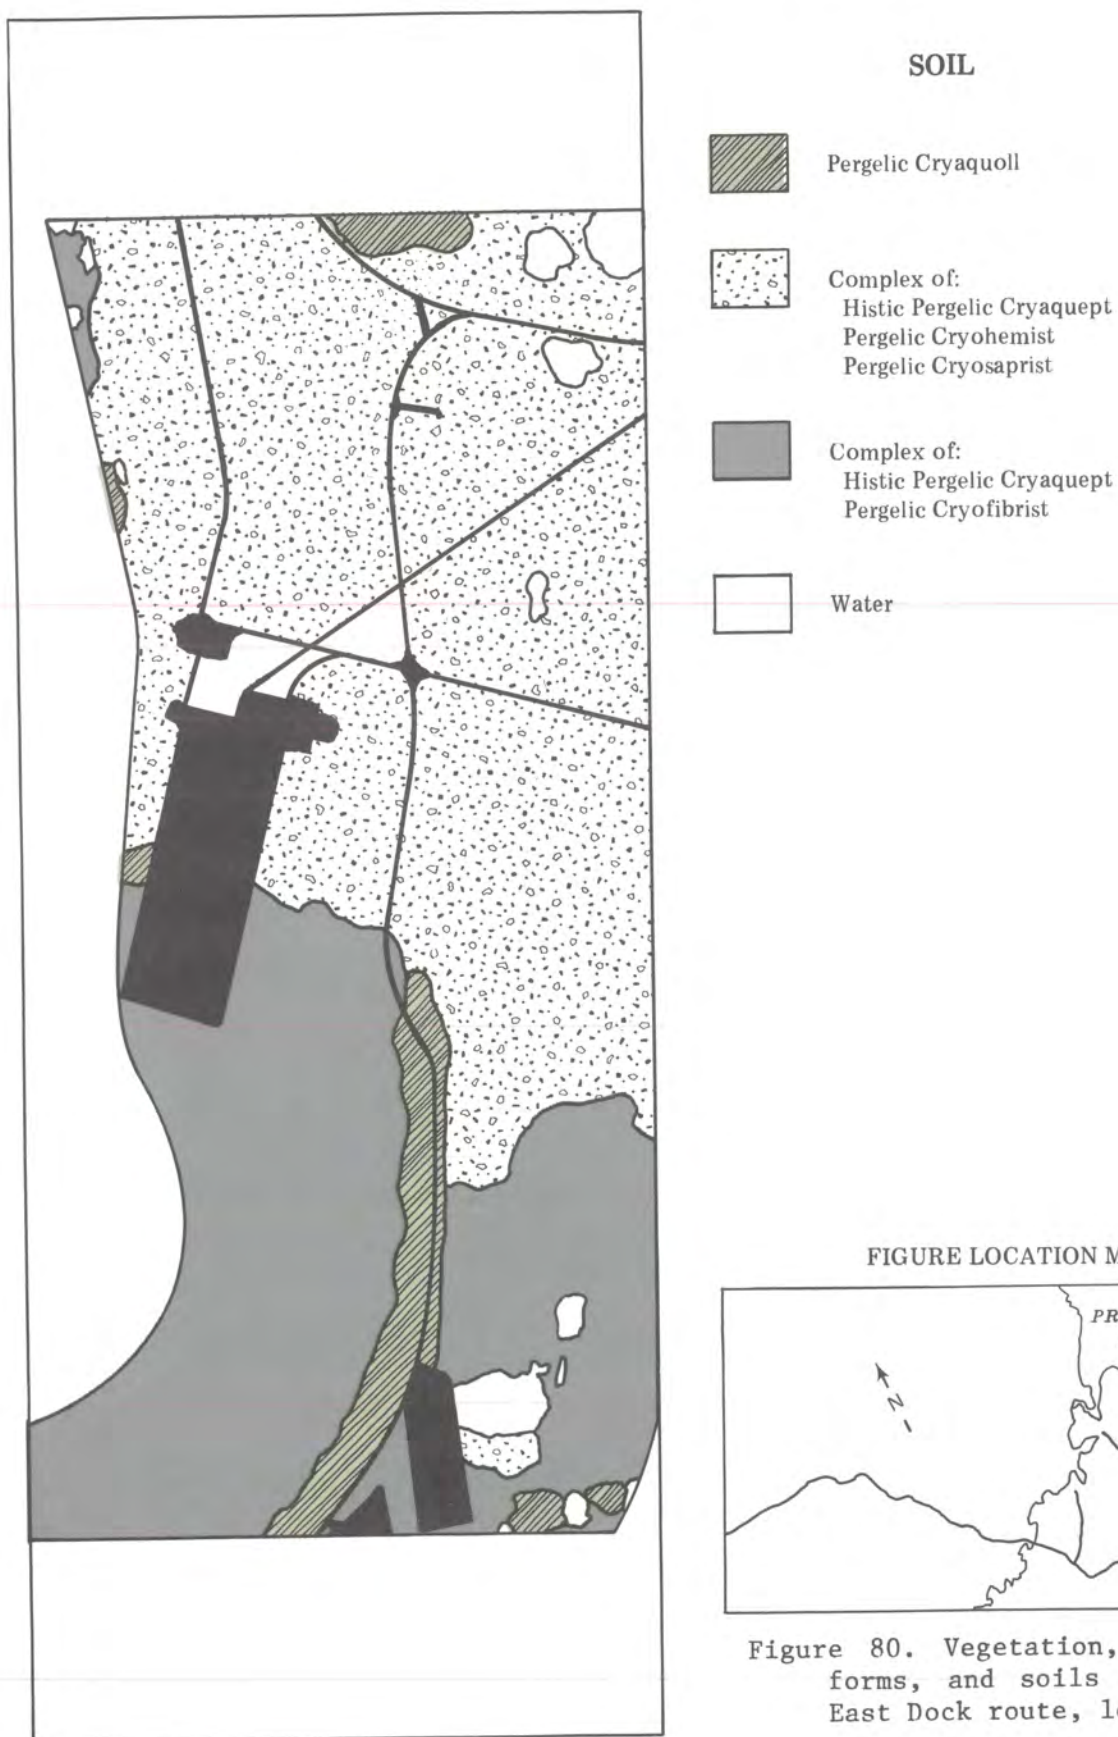 SOIL
Pergelic Cryaquoll
Complex of:
Histic Pergelic Cryaquept
Pergelic Cryohemist
Pergelic Cryosaprist
Complex of:
Histic Pergelic Cryaquept
Pergelic Cryofibrist
Water
FIGURE LOCATION M
PR
N
Figure 80. Vegetation,
forms, and soils
East Dock route, l